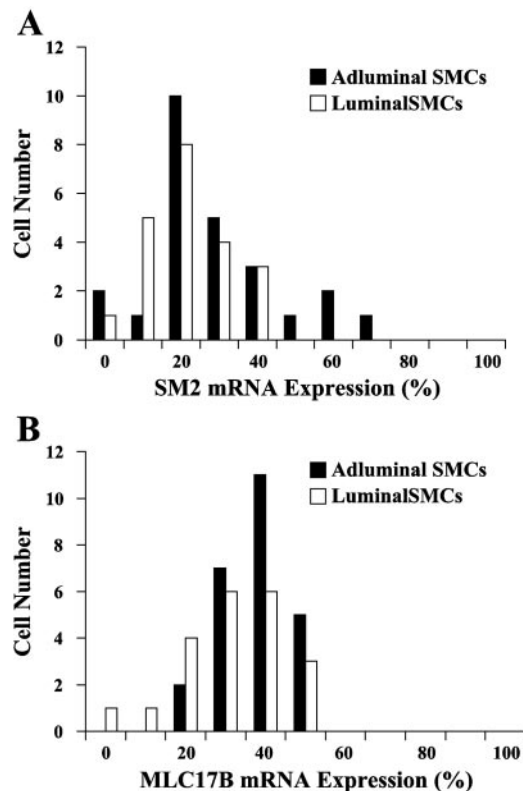 A
12
10
8
6
4
2
0
Cell Number
Adluminal SMCs
LuminalSMCs
0 20 40 60 80 100
SM2 mRNA Expression (%)
B
12
10
8
6
4
2
0
Cell Number
Adluminal SMCs
LuminalSMCs
0 20 40 60 80 100
MLC17B mRNA Expression (%)